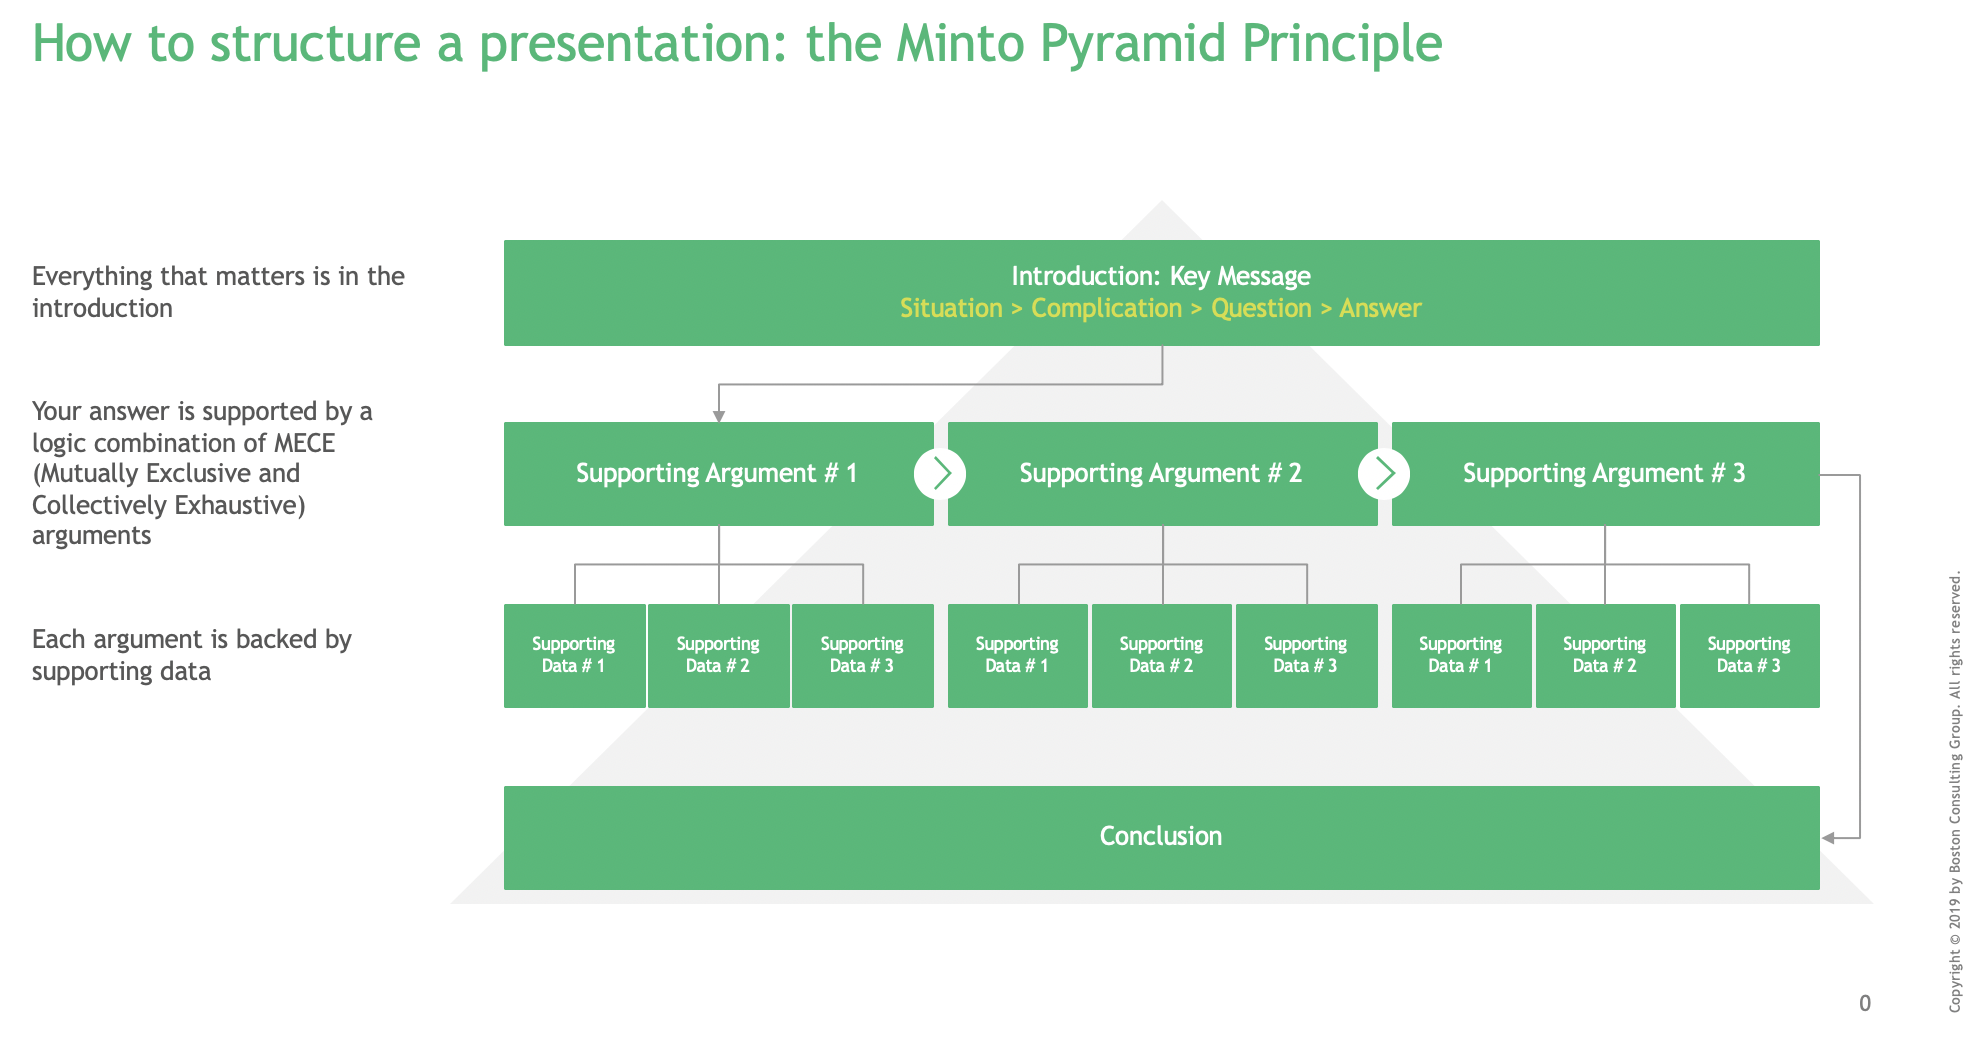 How to structure a presentation: the Minto Pyramid Principle
Everything that matters is in the
introduction
Introduction: Key Message
Situation > Complication > Question > Answer
Your answer is supported by a
logic combination of MECE
(Mutually Exclusive and
Collectively Exhaustive)
arguments
Supporting Argument # 1
Supporting Argument # 2
Supporting Argument # 3
Each argument is backed by
supporting data
Supporting
Data # 1
Supporting
Data # 2
Supporting
Data # 3
Supporting
Data # 1
Supporting
Data # 2
Supporting
Data # 3
Supporting
Data # 1
Supporting
Data # 2
Supporting
Data # 3
Conclusion
0
Copyright © 2019 by Boston Consulting Group. All rights reserved.